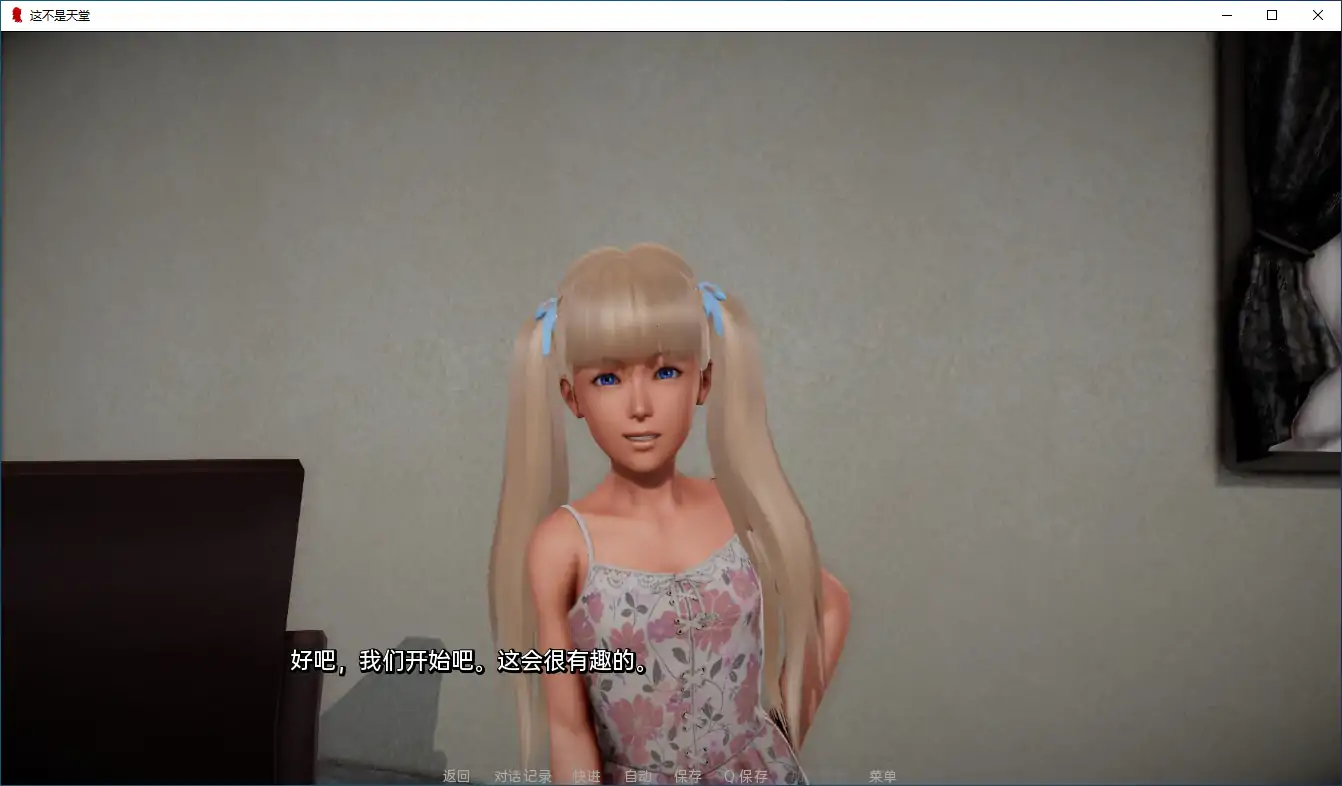 这不是天堂
好吧，我们开始吧。这会很有趣的。
返回 对话记录 快进 自动 保存 Q.保存 菜单